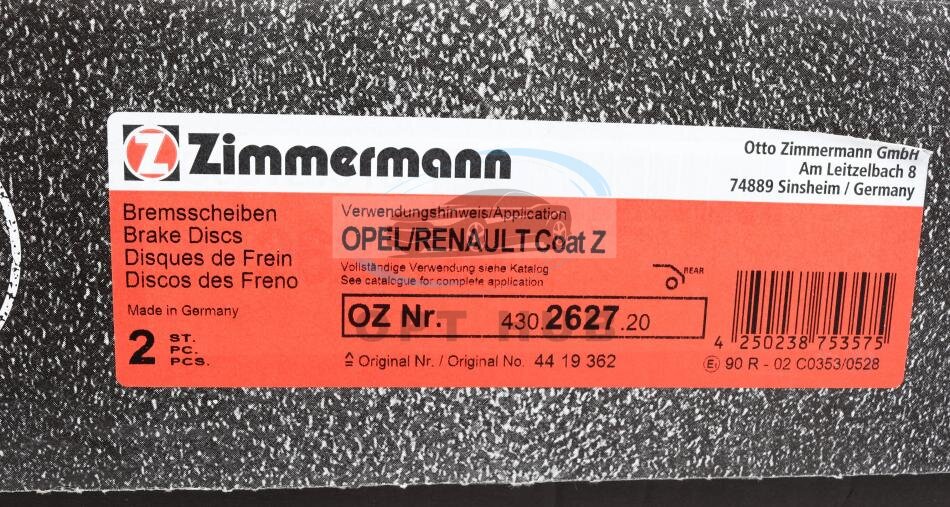 Z Zimmermann
Otto Zimmermann GmbH
Am Leitzelbach 8
74889 Sinsheim / Germany
Bremsscheiben
Brake Discs
Disques de Frein
Discos des Freno
Made in Germany
2 ST.
PC.
PCS.
Verwendungshinweis/Application
OPEL/RENAULT Coat Z
Vollständige Verwendung siehe Katalog
See catalogue for complete application
REAR
OZ Nr. 430.2627.20
≙ Original Nr. / Original No. 44 19 362
4 250238 753575
E1 90 R - 02 C0353/0528
OPT HUB